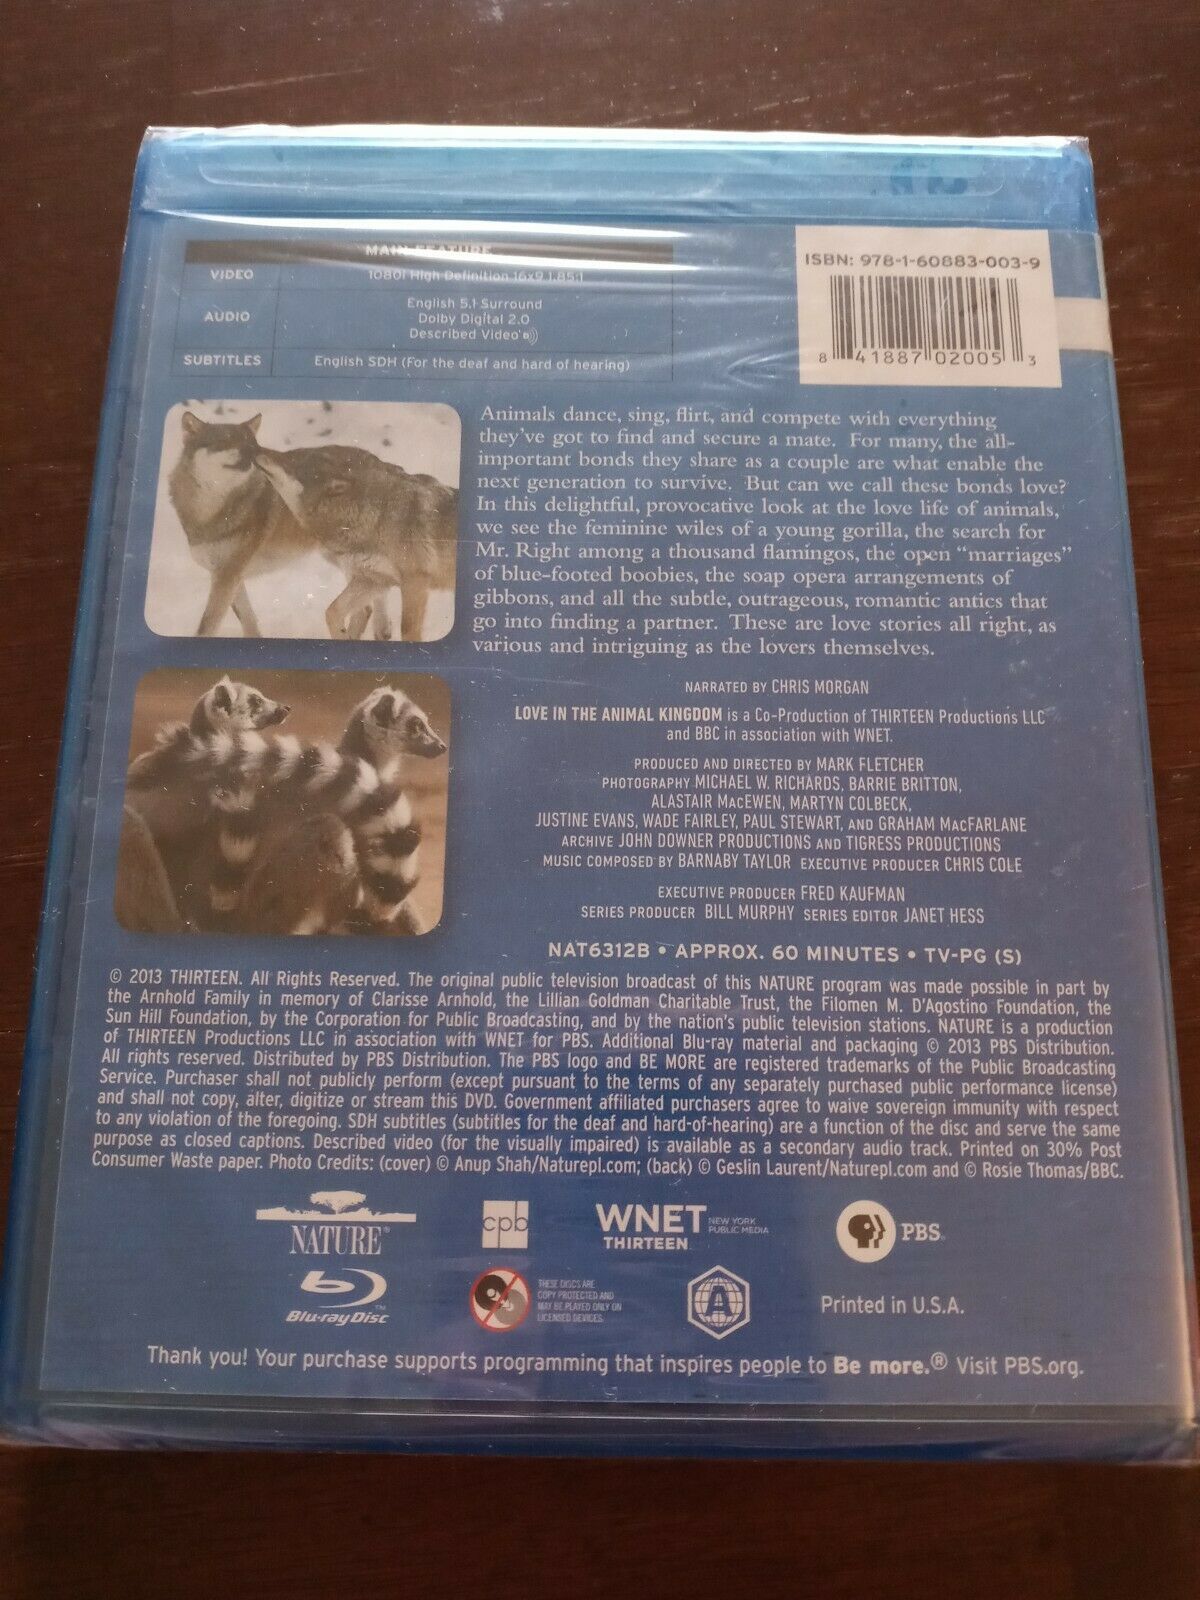 MAIN FEATURE
VIDEO 1080i High Definition 16x9 1.85:1
AUDIO English 5.1 Surround
Dolby Digital 2.0
Described Video
SUBTITLES English SDH (For the deaf and hard of hearing)
ISBN: 978-1-60883-003-9
8 41887 02005 3
Animals dance, sing, flirt, and compete with everything
they've got to find and secure a mate. For many, the all-
important bonds they share as a couple are what enable the
next generation to survive. But can we call these bonds love?
In this delightful, provocative look at the love life of animals,
we see the feminine wiles of a young gorilla, the search for
Mr. Right among a thousand flamingos, the open “marriages”
of blue-footed boobies, the soap opera arrangements of
gibbons, and all the subtle, outrageous, romantic antics that
go into finding a partner. These are love stories all right, as
various and intriguing as the lovers themselves.
NARRATED BY CHRIS MORGAN
LOVE IN THE ANIMAL KINGDOM is a Co-Production of THIRTEEN Productions LLC
and BBC in association with WNET.
PRODUCED AND DIRECTED BY MARK FLETCHER
PHOTOGRAPHY MICHAEL W. RICHARDS, BARRIE BRITTON,
ALASTAIR MACEWEN, MARTYN COLBECK,
JUSTINE EVANS, WADE FAIRLEY, PAUL STEWART, AND GRAHAM MACFARLANE
ARCHIVE JOHN DOWNER PRODUCTIONS AND TIGRESS PRODUCTIONS
MUSIC COMPOSED BY BARNABY TAYLOR EXECUTIVE PRODUCER CHRIS COLE
EXECUTIVE PRODUCER FRED KAUFMAN
SERIES PRODUCER BILL MURPHY SERIES EDITOR JANET HESS
NAT6312B • APPROX. 60 MINUTES • TV-PG (S)
© 2013 THIRTEEN. All Rights Reserved. The original public television broadcast of this NATURE program was made possible in part by
the Arnhold Family in memory of Clarisse Arnhold, the Lillian Goldman Charitable Trust, the Filomen M. D'Agostino Foundation, the
Sun Hill Foundation, by the Corporation for Public Broadcasting, and by the nation's public television stations. NATURE is a production
of THIRTEEN Productions LLC in association with WNET for PBS. Additional Blu-ray material and packaging © 2013 PBS Distribution.
All rights reserved. Distributed by PBS Distribution. The PBS logo and BE MORE are registered trademarks of the Public Broadcasting
Service. Purchaser shall not publicly perform (except pursuant to the terms of any separately purchased public performance license)
and shall not copy, alter, digitize or stream this DVD. Government affiliated purchasers agree to waive sovereign immunity with respect
to any violation of the foregoing. SDH subtitles (subtitles for the deaf and hard-of-hearing) are a function of the disc and serve the same
purpose as closed captions. Described video (for the visually impaired) is available as a secondary audio track. Printed on 30% Post
Consumer Waste paper. Photo Credits: (cover) © Anup Shah/Naturepl.com; (back) © Geslin Laurent/Naturepl.com and © Rosie Thomas/BBC.
NATURE®
cpb
WNET NEW YORK
PUBLIC MEDIA
THIRTEEN
PBS
Blu-ray Disc™
THESE DISCS ARE
COPY PROTECTED AND
MAY BE PLAYED ONLY ON
LICENSED DEVICES.
A
Printed in U.S.A.
Thank you! Your purchase supports programming that inspires people to Be more.® Visit PBS.org.